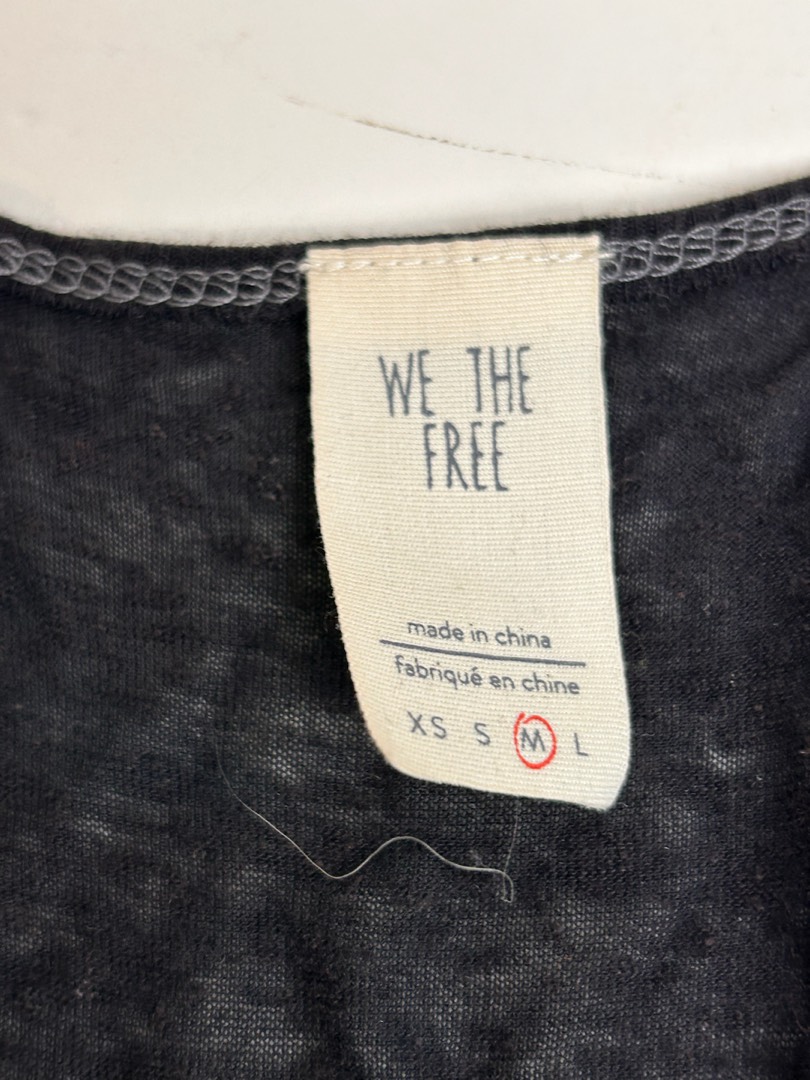 WE THE
FREE
made in china
fabriqué en chine
XS S M L